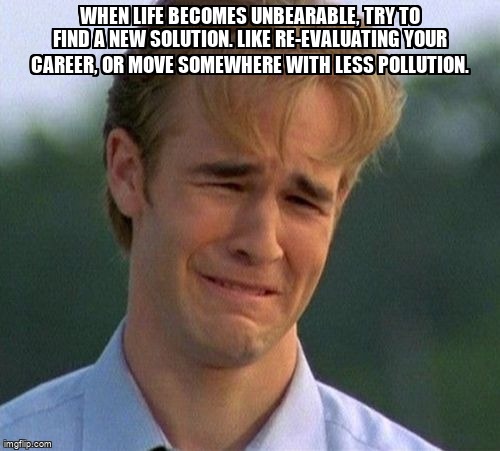 WHEN LIFE BECOMES UNBEARABLE, TRY TO
FIND A NEW SOLUTION. LIKE RE-EVALUATING YOUR
CAREER, OR MOVE SOMEWHERE WITH LESS POLLUTION.
imgflip.com